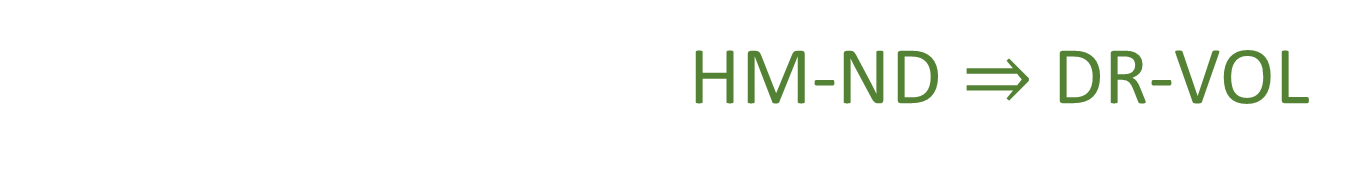 HM-ND ⇒ DR-VOL